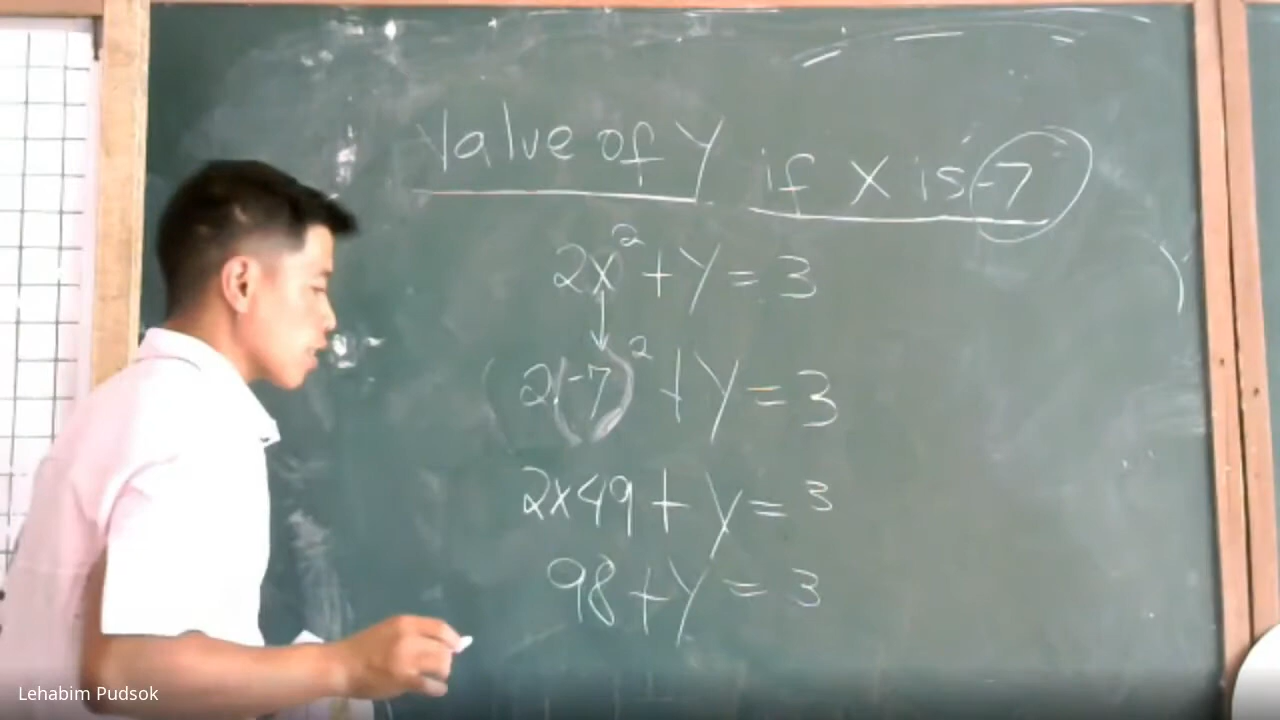 Value of Y if X is -7
2x² + y = 3
2(-7)² + y = 3
2x49 + y = 3
98 + y = 3
Lehabim Pudsok